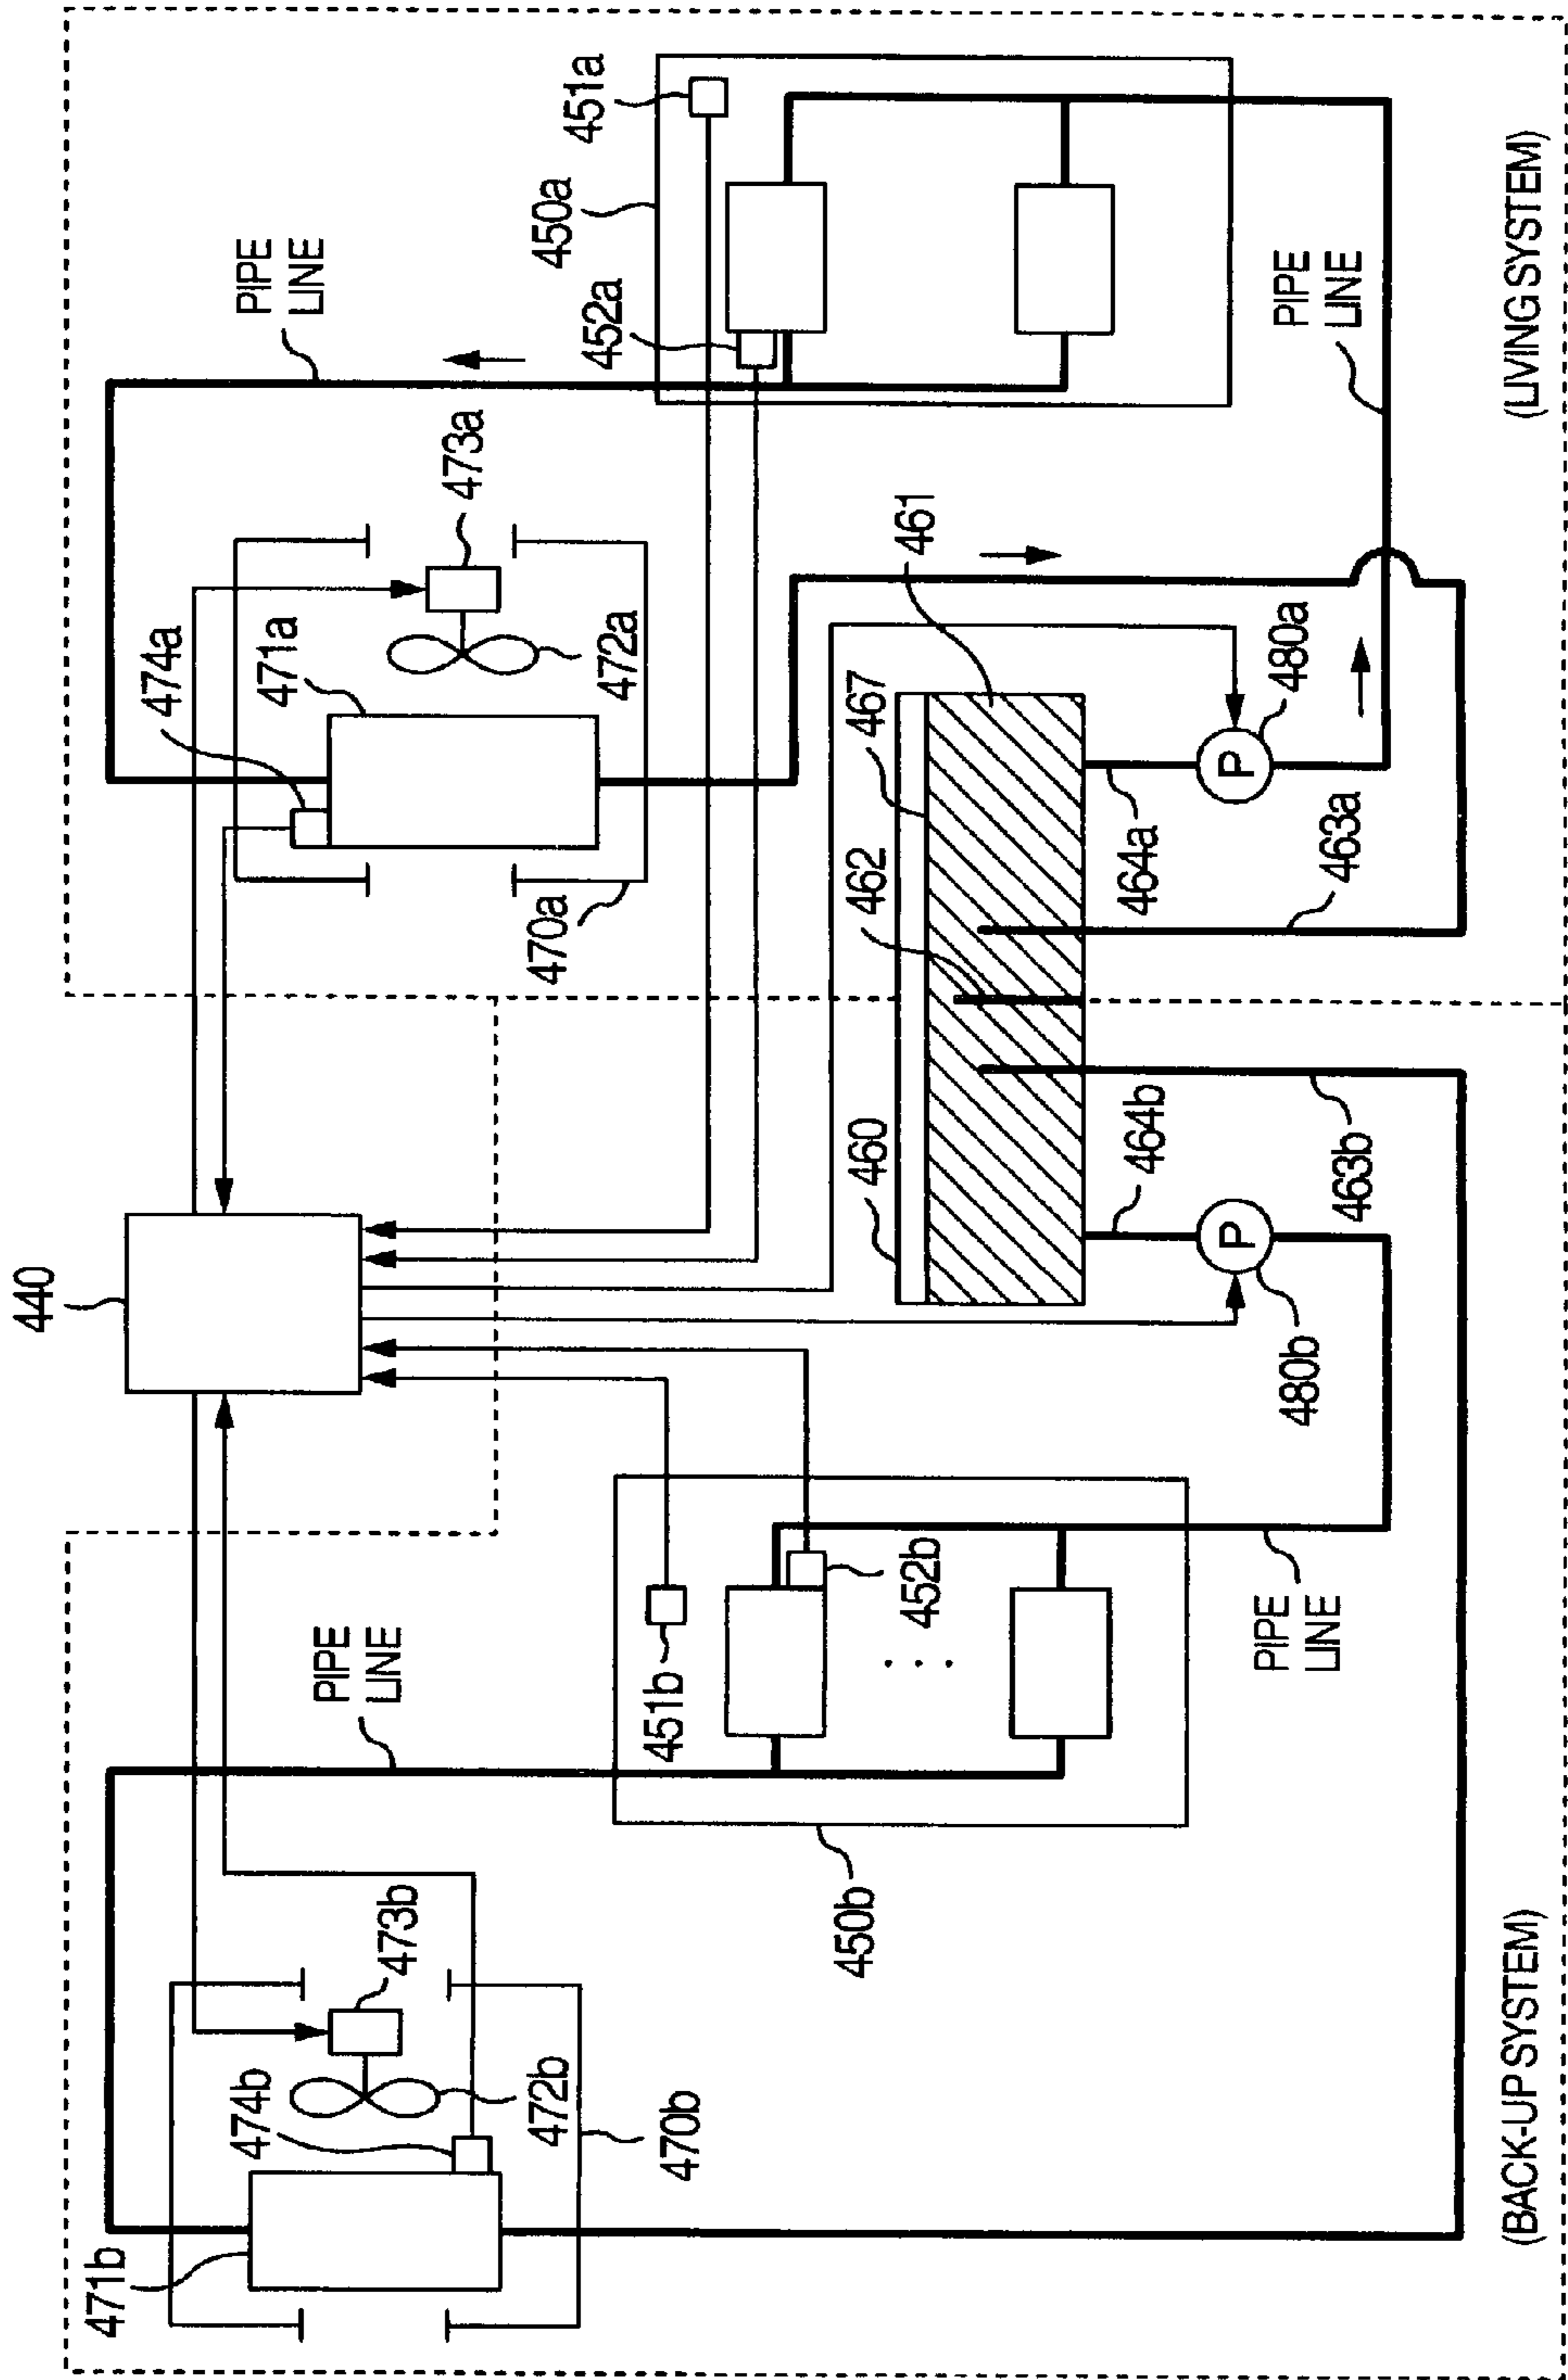 440
471b
474b
473b
472b
470b
PIPE
LINE
451b
452b
450b
PIPE
LINE
480b
464b
463b
460
462
467
461
464a
463a
480a
470a
474a
471a
472a
473a
PIPE
LINE
452a
450a
451a
PIPE
LINE
(BACK-UP SYSTEM)
(LIVING SYSTEM)
P
P
...